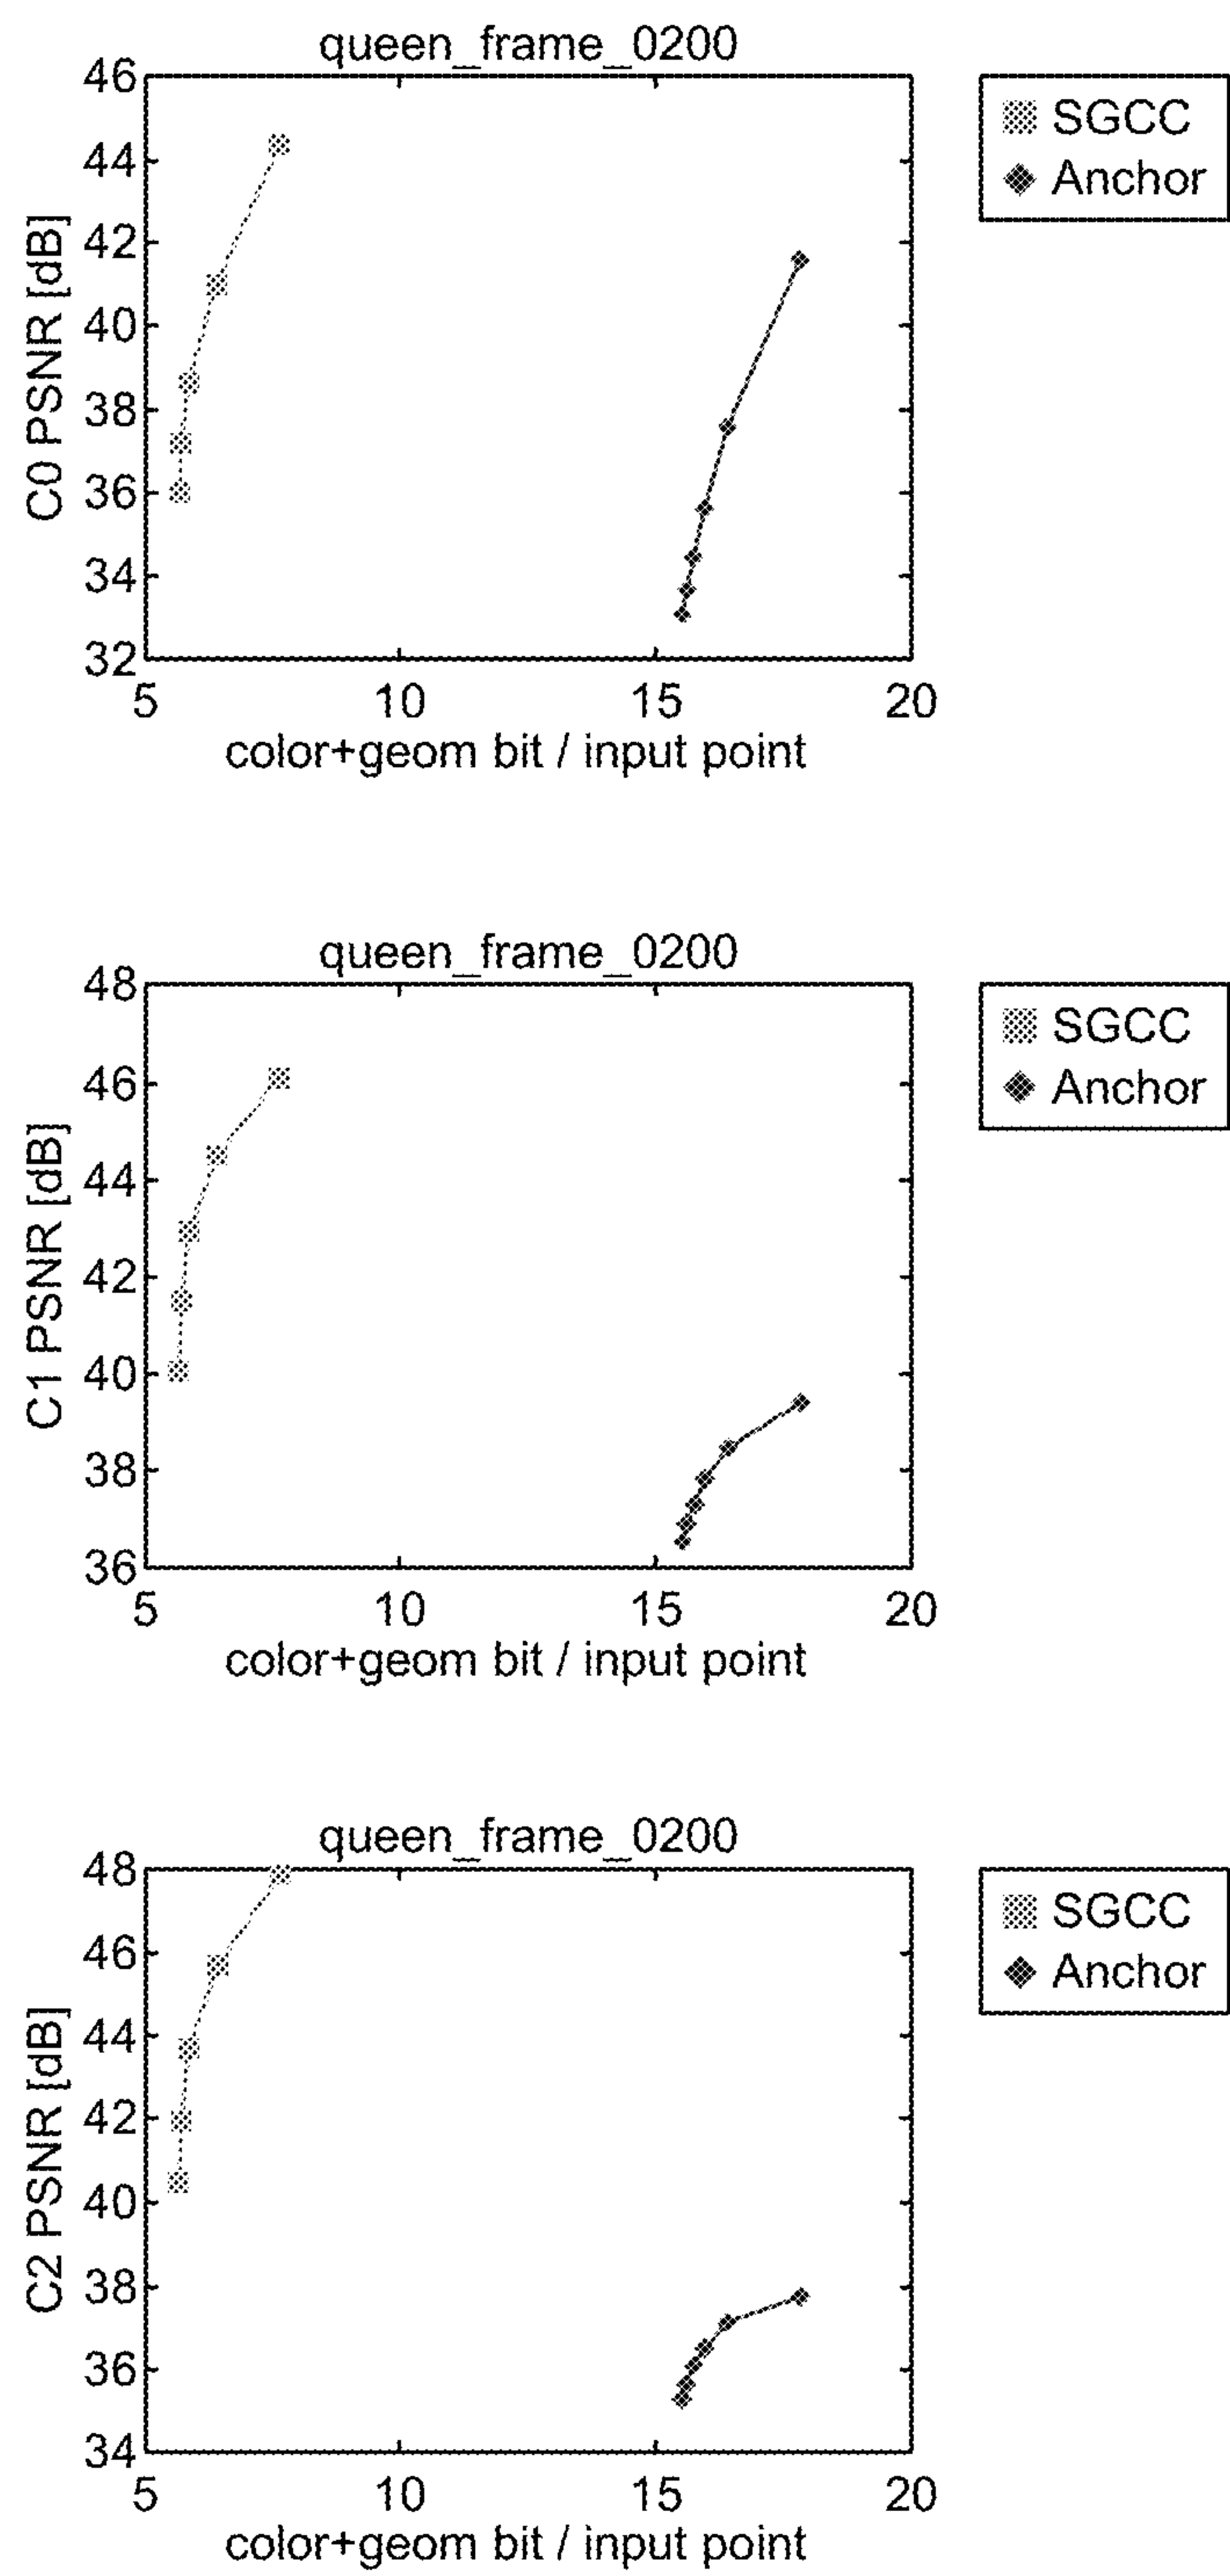 queen_frame_0200
46
44
42
40
38
36
34
32
C0 PSNR [dB]
5 10 15 20
color+geom bit / input point
SGCC
Anchor
queen_frame_0200
48
46
44
42
40
38
36
C1 PSNR [dB]
5 10 15 20
color+geom bit / input point
SGCC
Anchor
queen_frame_0200
48
46
44
42
40
38
36
34
C2 PSNR [dB]
5 10 15 20
color+geom bit / input point
SGCC
Anchor